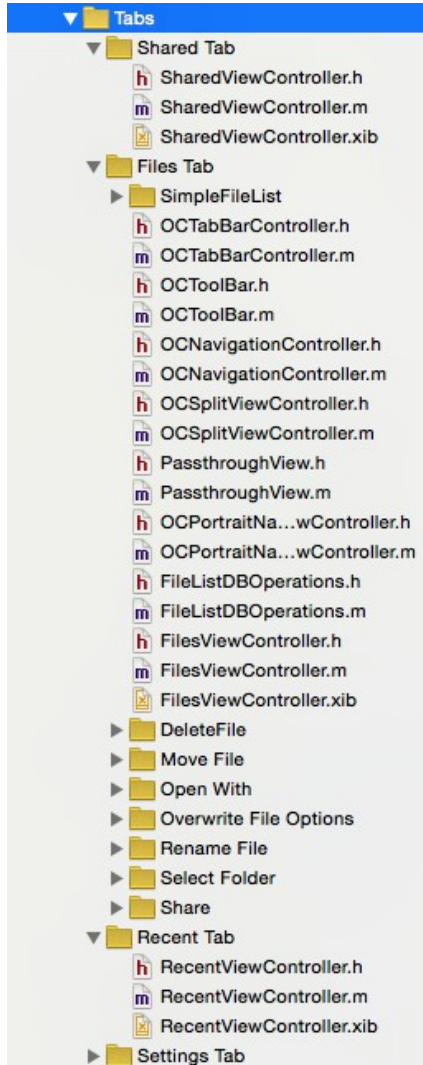 Tabs
Shared Tab
h SharedViewController.h
m SharedViewController.m
SharedViewController.xib
Files Tab
SimpleFileList
h OCTabBarController.h
m OCTabBarController.m
h OCToolBar.h
m OCToolBar.m
h OCNavigationController.h
m OCNavigationController.m
h OCSplitViewController.h
m OCSplitViewController.m
h PassthroughView.h
m PassthroughView.m
h OCPortraitNa...wController.h
m OCPortraitNa...wController.m
h FileListDBOperations.h
m FileListDBOperations.m
h FilesViewController.h
m FilesViewController.m
FilesViewController.xib
DeleteFile
Move File
Open With
Overwrite File Options
Rename File
Select Folder
Share
Recent Tab
h RecentViewController.h
m RecentViewController.m
RecentViewController.xib
Settings Tab